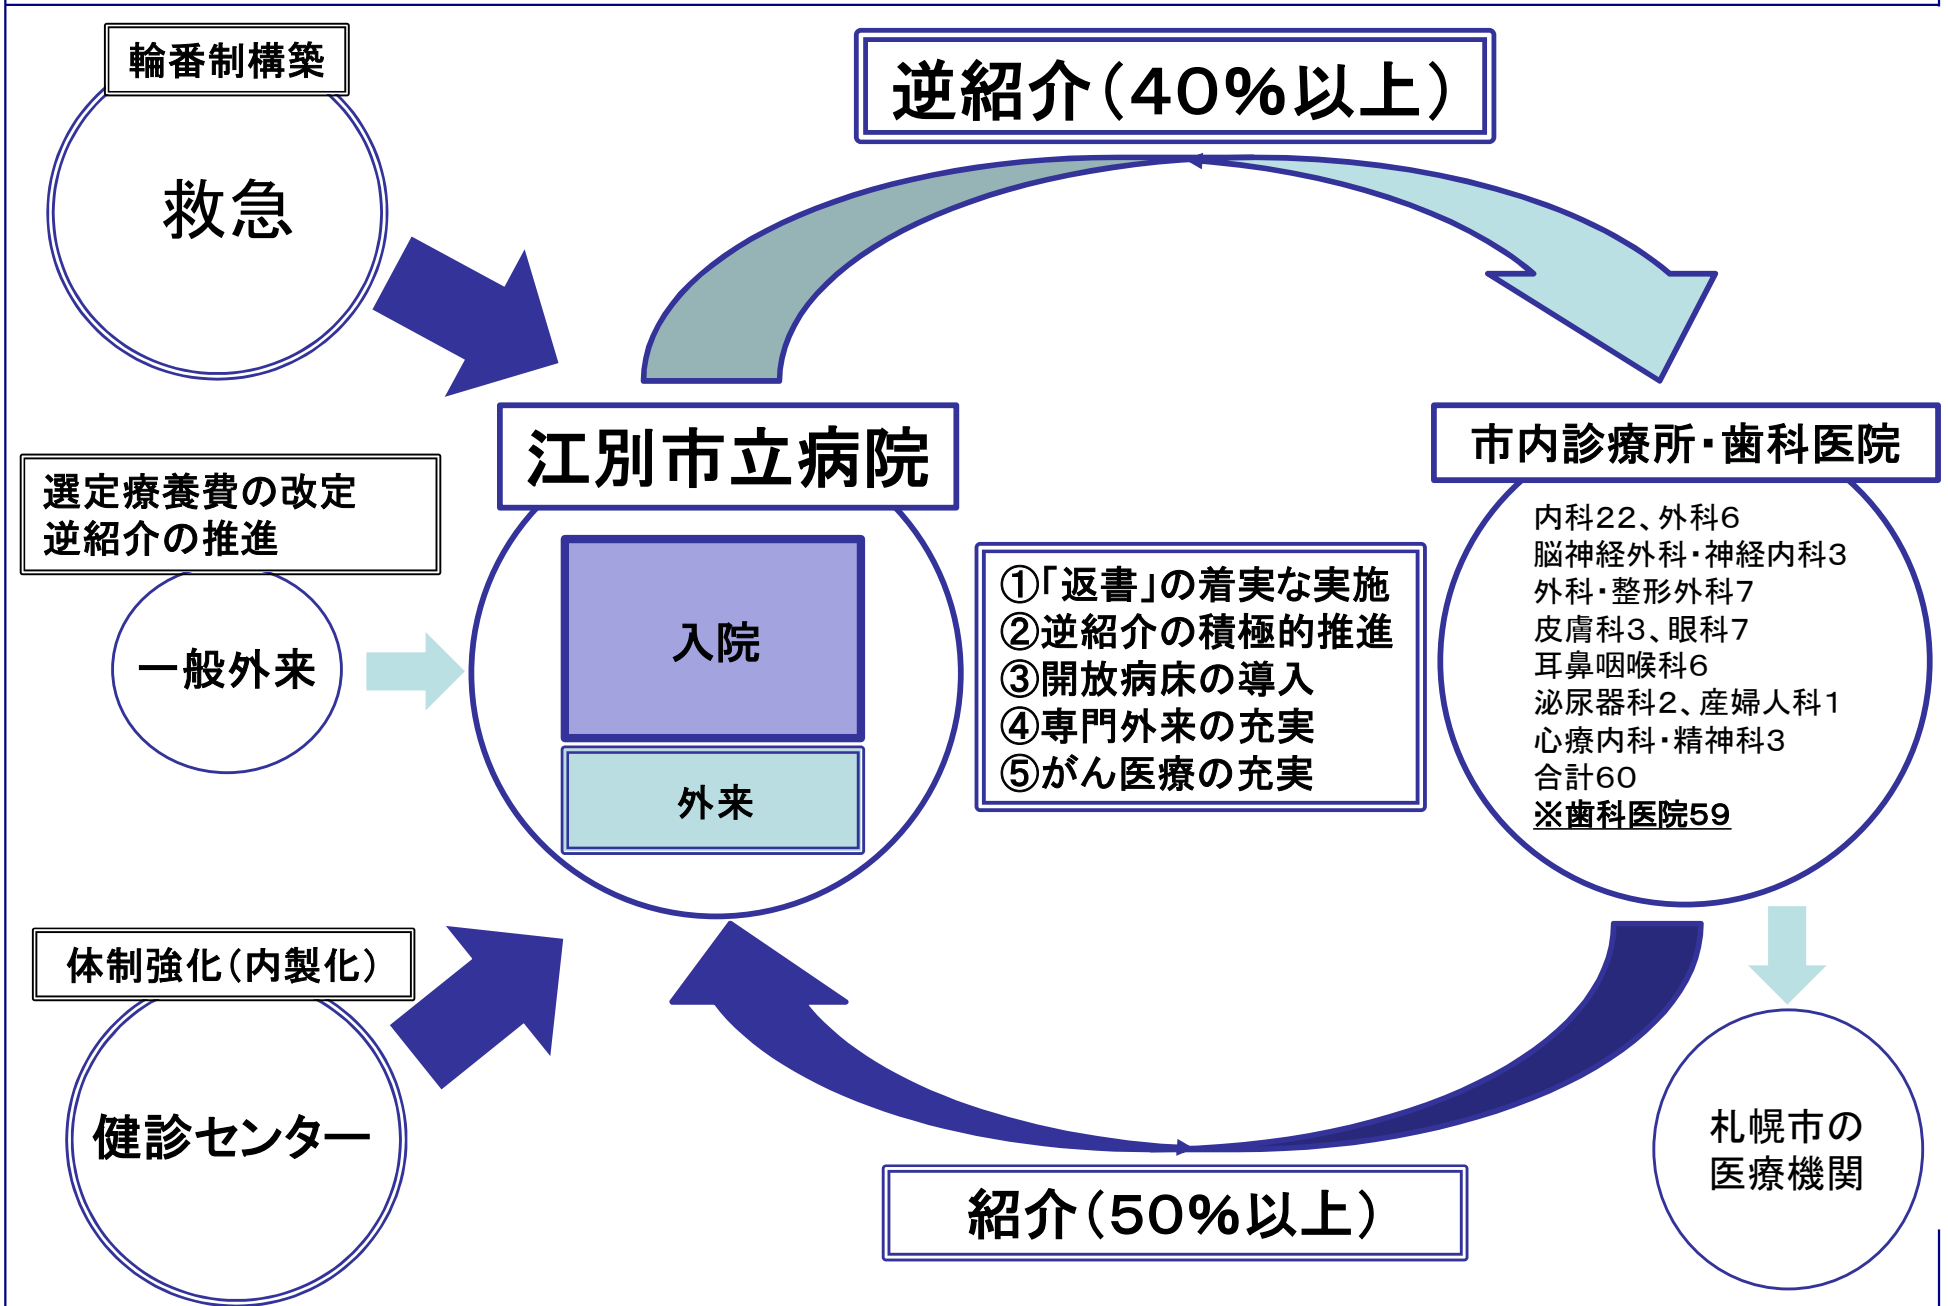 輪番制構築
救急
逆紹介(40%以上)
選定療養費の改定
逆紹介の推進
一般外来
江別市立病院
入院
外来
①「返書」の着実な実施
②逆紹介の積極的推進
③開放病床の導入
④専門外来の充実
⑤がん医療の充実
市内診療所・歯科医院
内科22、外科6
脳神経外科・神経内科3
外科・整形外科7
皮膚科3、眼科7
耳鼻咽喉科6
泌尿器科2、産婦人科1
心療内科・精神科3
合計60
※歯科医院59
体制強化(内製化)
健診センター
紹介(50%以上)
札幌市の
医療機関